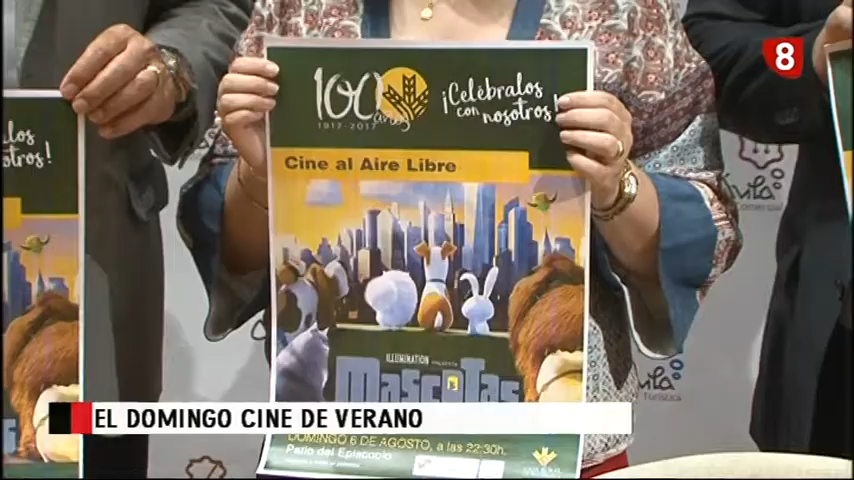 8
100
años
1917-2017
¡Celébralos
con nosotros!
Cine al Aire Libre
ILLUMINATION
Mascotas
EL DOMINGO CINE DE VERANO
DOMINGO 6 DE AGOSTO, a las 22:30h.
Patio del Episcopio